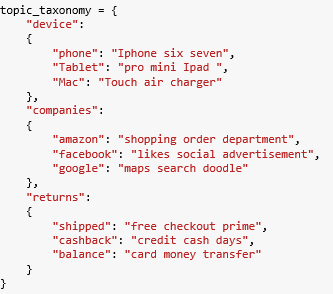 topic_taxonomy = {
"device":
{
"phone": "Iphone six seven",
"Tablet": "pro mini Ipad ",
"Mac": "Touch air charger"
},
"companies":
{
"amazon": "shopping order department",
"facebook": "likes social advertisement",
"google": "maps search doodle"
},
"returns":
{
"shipped": "free checkout prime",
"cashback": "credit cash days",
"balance": "card money transfer"
}
}